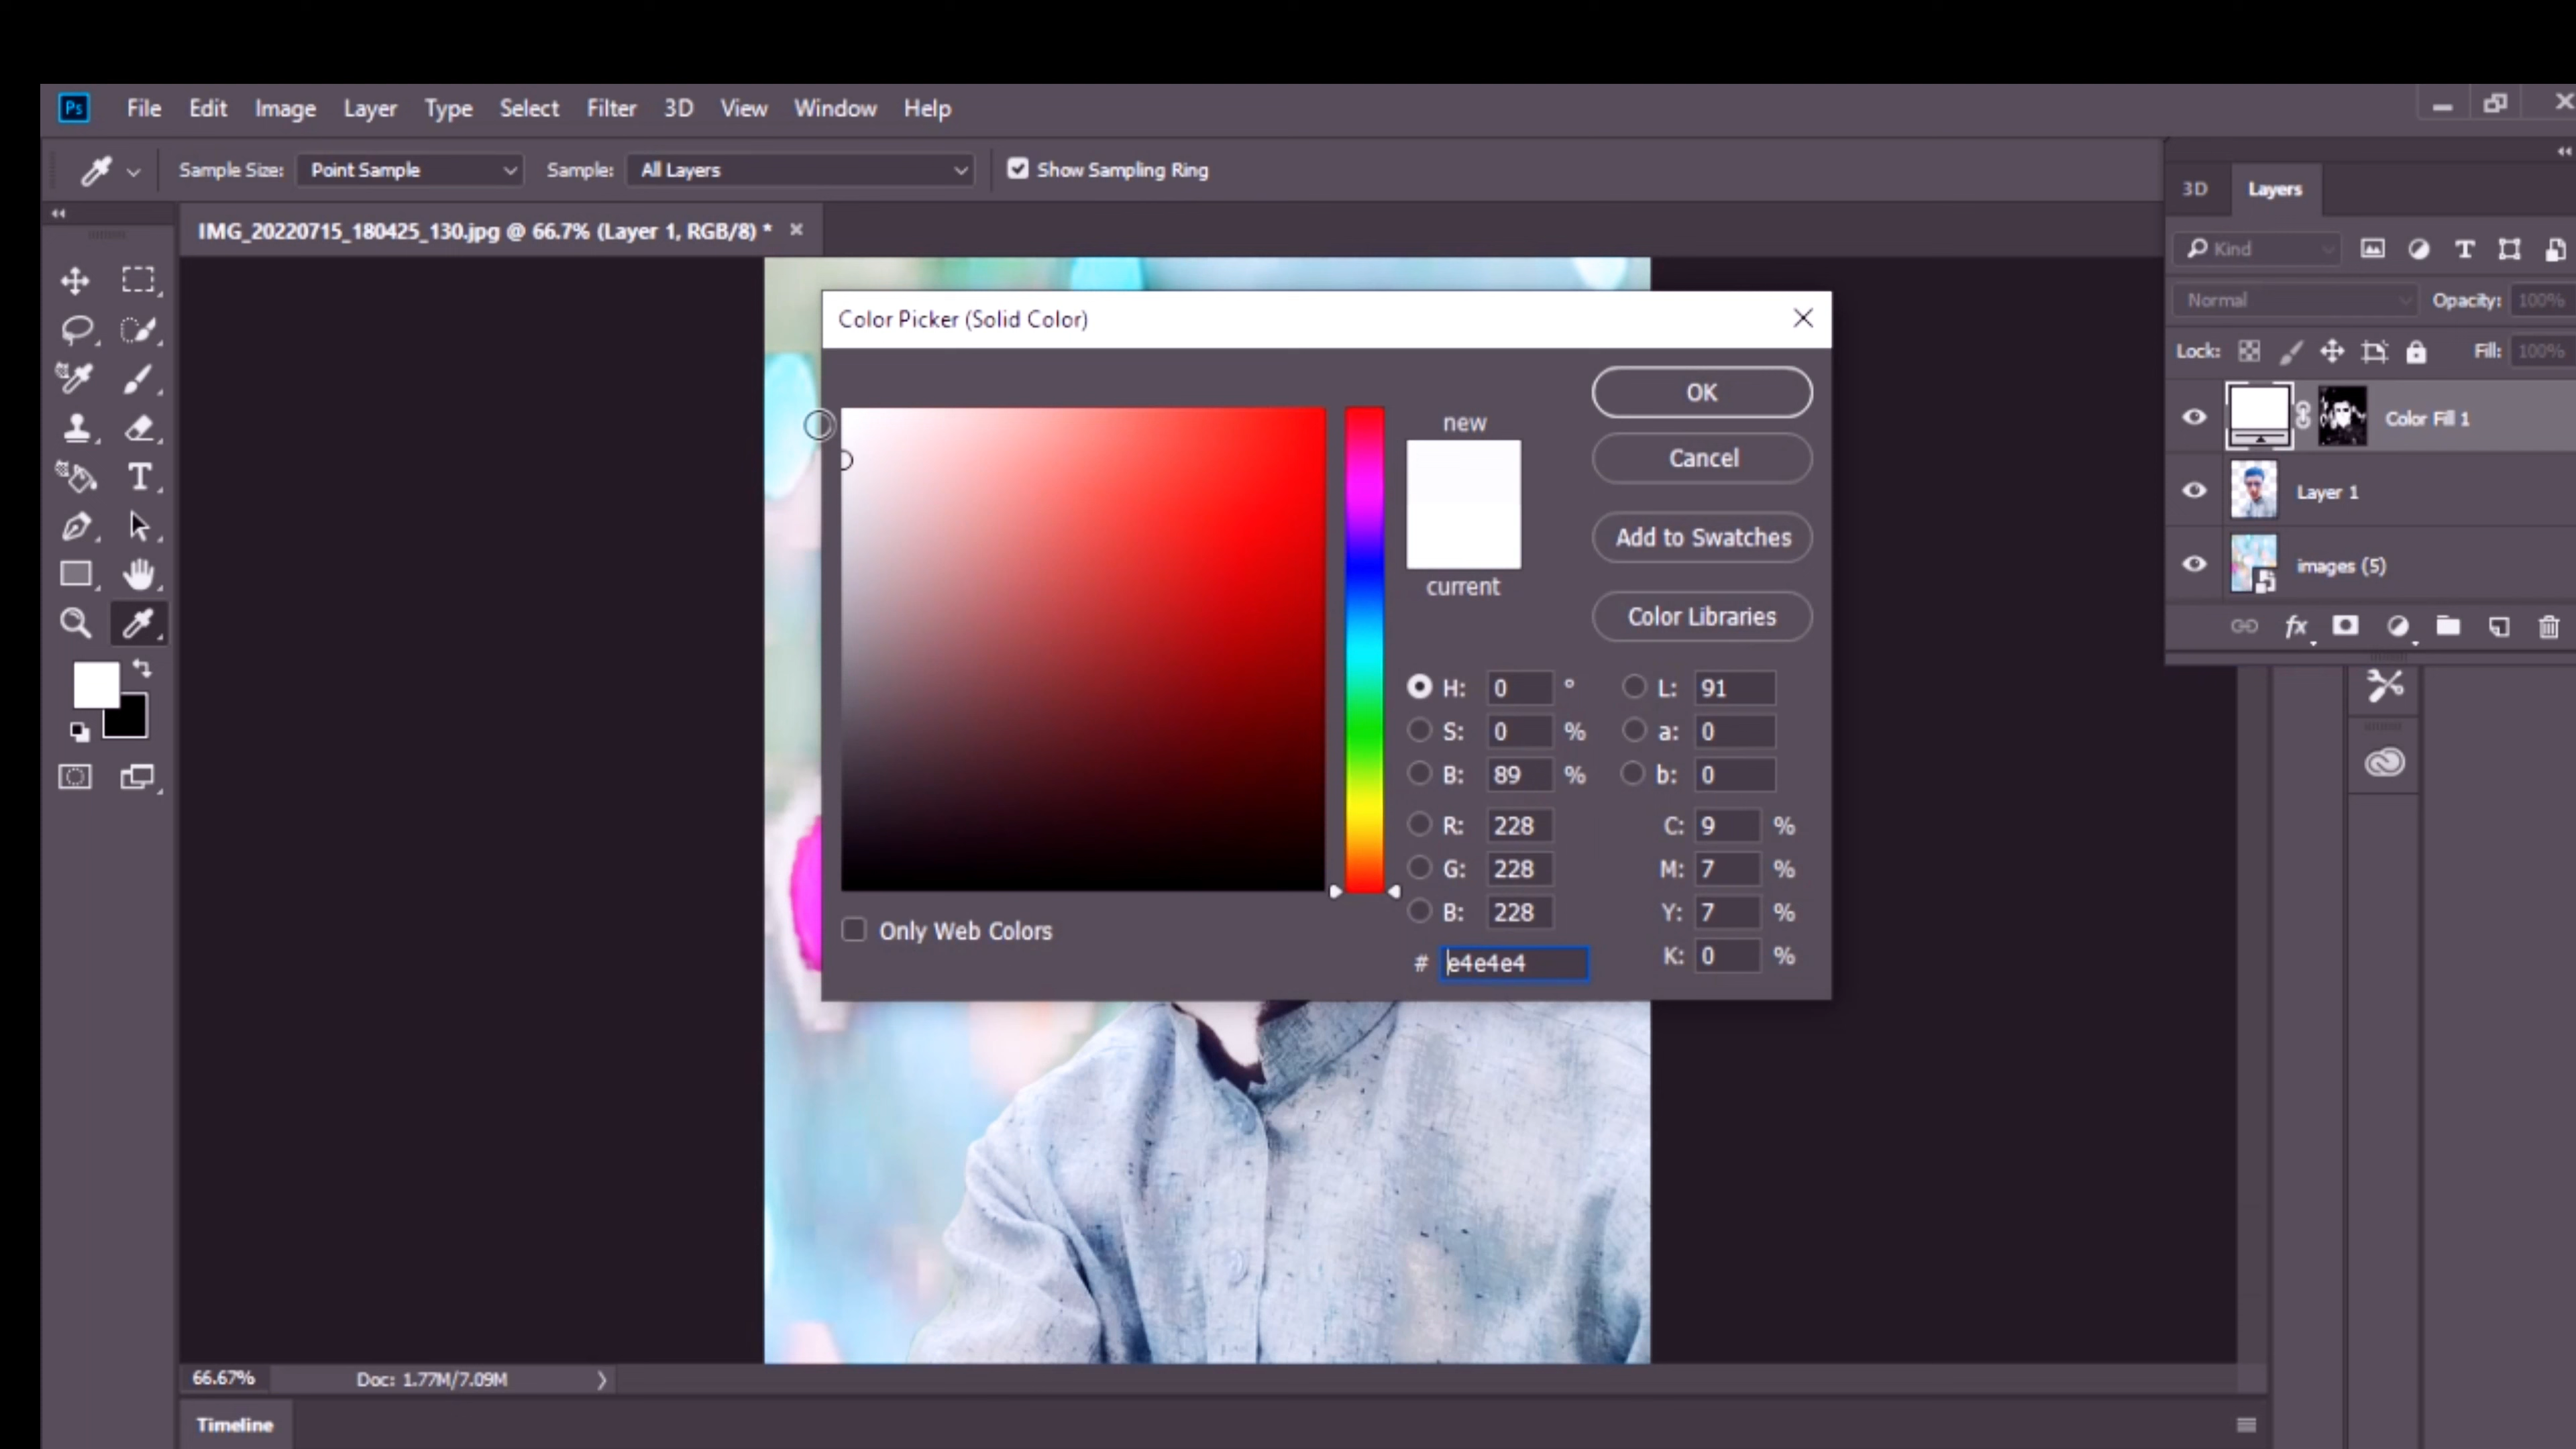 Ps File Edit Image Layer Type Select Filter 3D View Window Help
Sample Size: Point Sample Sample: All Layers Show Sampling Ring
IMG_20220715_180425_130.jpg @ 66.7% (Layer 1, RGB/8) *
3D Layers
Kind
Normal Opacity: 100%
Lock: Fill: 100%
Color Fill 1
Layer 1
images (5)
fx
Color Picker (Solid Color)
new
current
OK
Cancel
Add to Swatches
Color Libraries
H: 0 ° L: 91
S: 0 % a: 0
B: 89 % b: 0
R: 228 C: 9 %
G: 228 M: 7 %
B: 228 Y: 7 %
# e4e4e4 K: 0 %
Only Web Colors
66.67% Doc: 1.77M/7.09M
Timeline